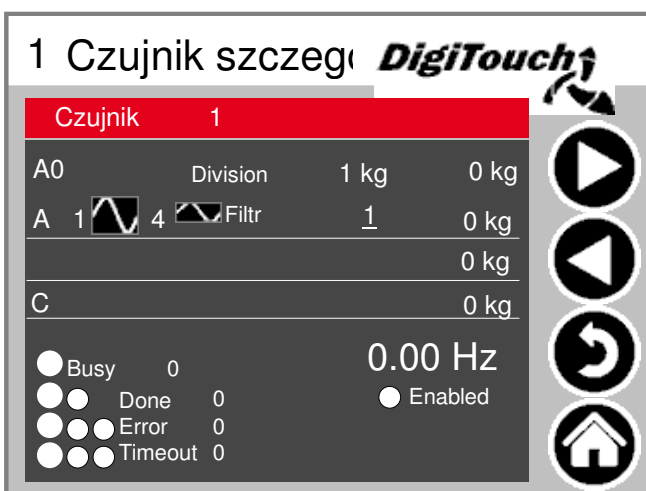 1 Czujnik szczeg
DigiTouch
Czujnik 1
A0 Division 1 kg 0 kg
A 1 4 Filtr 1 0 kg
0 kg
C 0 kg
0.00 Hz
Busy 0
Enabled
Done 0
Error 0
Timeout 0